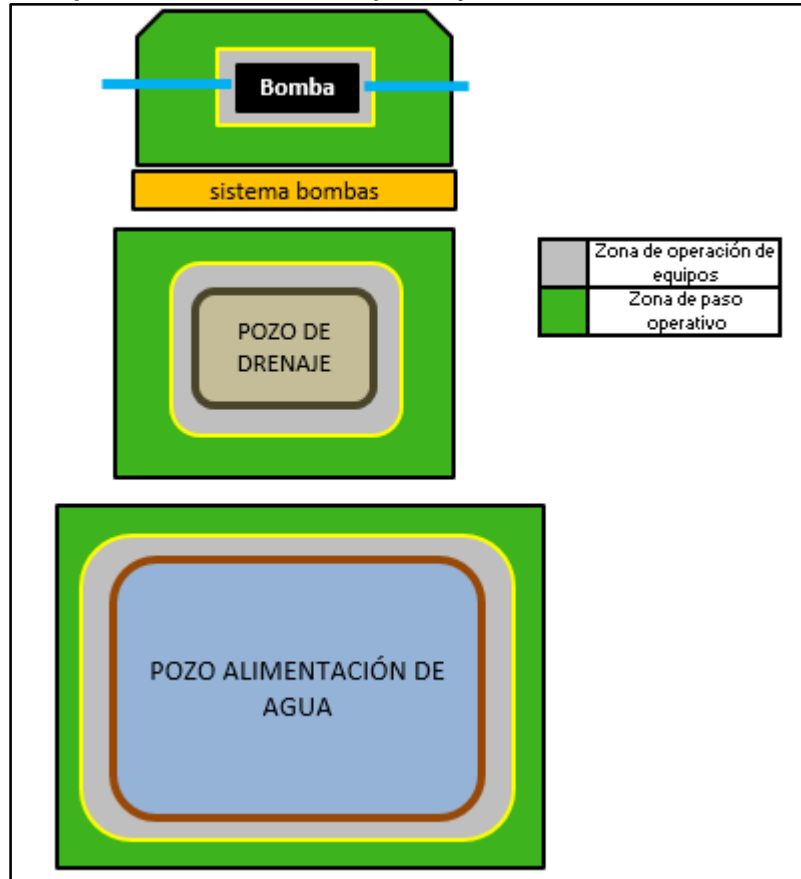 Bomba
sistema bombas
Zona de operación de
equipos
Zona de paso
operativo
POZO DE
DRENAJE
POZO ALIMENTACIÓN DE
AGUA